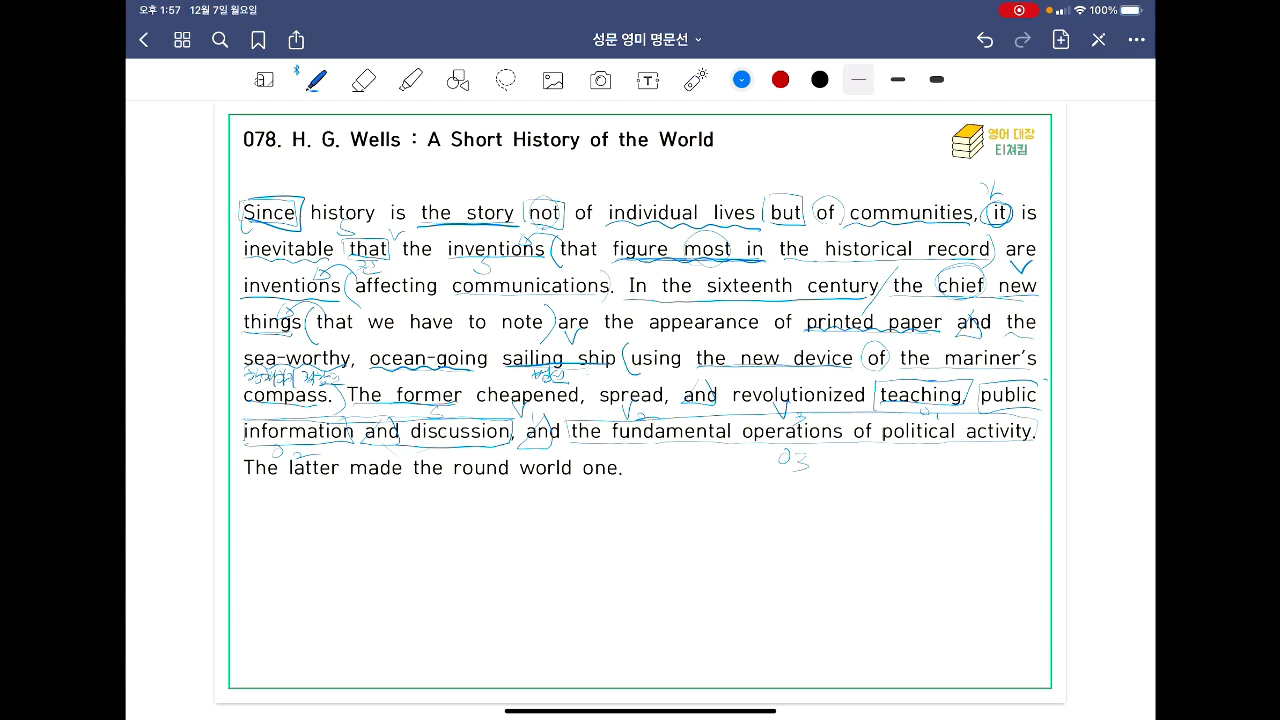 오후 1:57 12월 7일 월요일
100%
성문 영미 명문선
078. H. G. Wells : A Short History of the World
영어 대장
티쳐킴
Since history is the story not of individual lives but of communities, it is
inevitable that the inventions that figure most in the historical record are
inventions affecting communications. In the sixteenth century the chief new
things that we have to note are the appearance of printed paper and the
sea-worthy, ocean-going sailing ship using the new device of the mariner's
compass. The former cheapened, spread, and revolutionized teaching, public
information and discussion, and the fundamental operations of political activity.
The latter made the round world one.